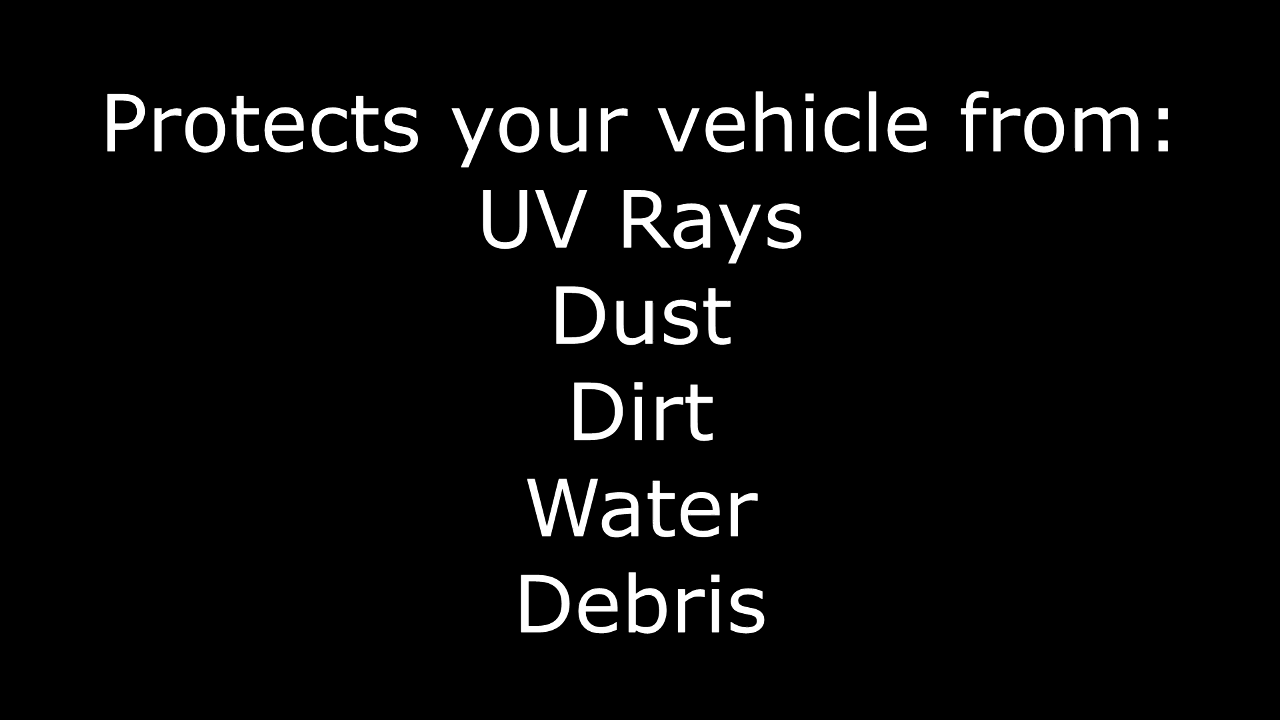 Protects your vehicle from:
UV Rays
Dust
Dirt
Water
Debris